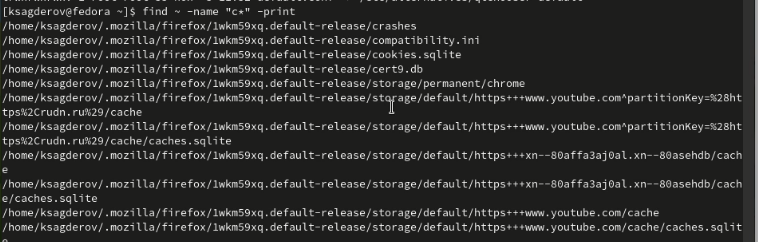 [ksagderov@fedora ~]$ find ~ -name "c*" -print
/home/ksagderov/.mozilla/firefox/1wkm59xq.default-release/crashes
/home/ksagderov/.mozilla/firefox/1wkm59xq.default-release/compatibility.ini
/home/ksagderov/.mozilla/firefox/1wkm59xq.default-release/cookies.sqlite
/home/ksagderov/.mozilla/firefox/1wkm59xq.default-release/cert9.db
/home/ksagderov/.mozilla/firefox/1wkm59xq.default-release/storage/permanent/chrome
/home/ksagderov/.mozilla/firefox/1wkm59xq.default-release/storage/default/https+++www.youtube.com^partitionKey=%28ht
tps%2Crudn.ru%29/cache
/home/ksagderov/.mozilla/firefox/1wkm59xq.default-release/storage/default/https+++www.youtube.com^partitionKey=%28ht
tps%2Crudn.ru%29/cache/caches.sqlite
/home/ksagderov/.mozilla/firefox/1wkm59xq.default-release/storage/default/https+++xn--80affa3aj0al.xn--80asehdb/cach
e
/home/ksagderov/.mozilla/firefox/1wkm59xq.default-release/storage/default/https+++xn--80affa3aj0al.xn--80asehdb/cach
e/caches.sqlite
/home/ksagderov/.mozilla/firefox/1wkm59xq.default-release/storage/default/https+++www.youtube.com/cache
/home/ksagderov/.mozilla/firefox/1wkm59xq.default-release/storage/default/https+++www.youtube.com/cache/caches.sqlit